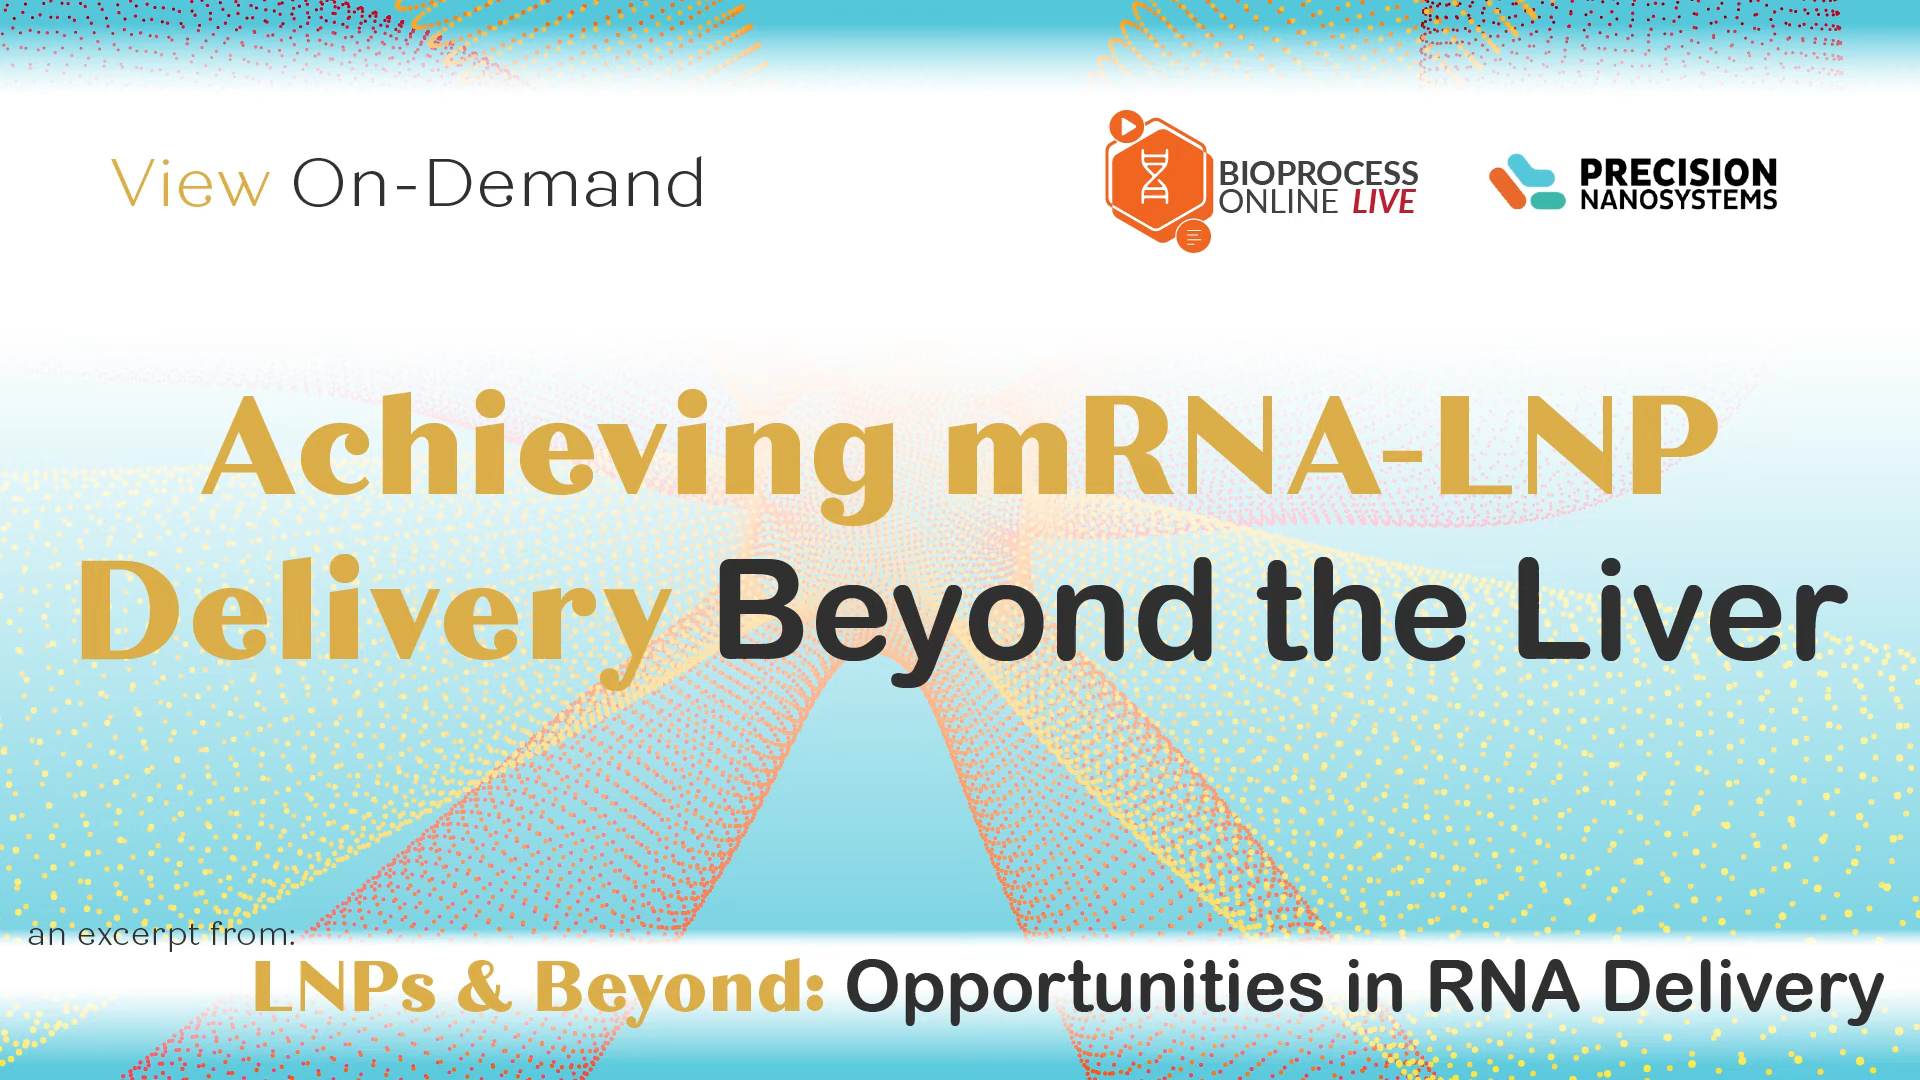 View On-Demand
BIOPROCESS
ONLINE LIVE
PRECISION
NANOSYSTEMS
Achieving mRNA-LNP
Delivery Beyond the Liver
an excerpt from:
LNPs & Beyond: Opportunities in RNA Delivery